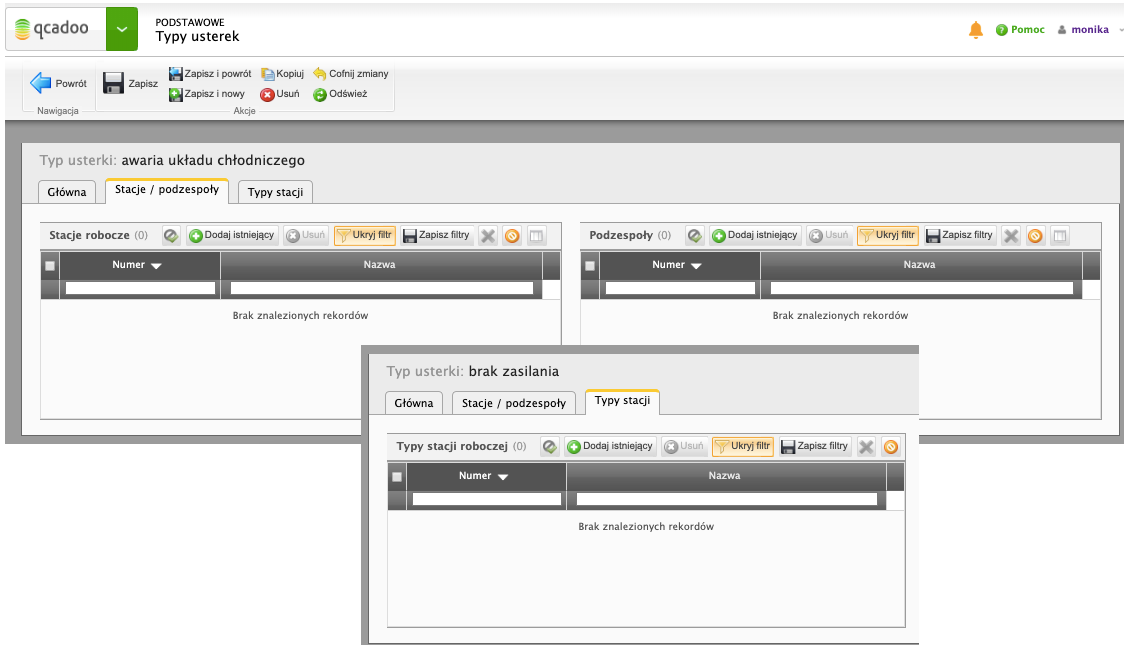 qcadoo
PODSTAWOWE
Typy usterek
Pomoc
monika
Powrót
Nawigacja
Zapisz
Zapisz i powrót
Kopiuj
Cofnij zmiany
Zapisz i nowy
Usuń
Odśwież
Akcje
Typ usterki: awaria układu chłodniczego
Główna
Stacje / podzespoły
Typy stacji
Stacje robocze (0)
Dodaj istniejący
Usuń
Ukryj filtr
Zapisz filtry
Numer
Nazwa
Brak znalezionych rekordów
Podzespoły (0)
Dodaj istniejący
Usuń
Ukryj filtr
Zapisz filtry
Numer
Nazwa
Brak znalezionych rekordów
Typ usterki: brak zasilania
Główna
Stacje / podzespoły
Typy stacji
Typy stacji roboczej (0)
Dodaj istniejący
Usuń
Ukryj filtr
Zapisz filtry
Numer
Nazwa
Brak znalezionych rekordów